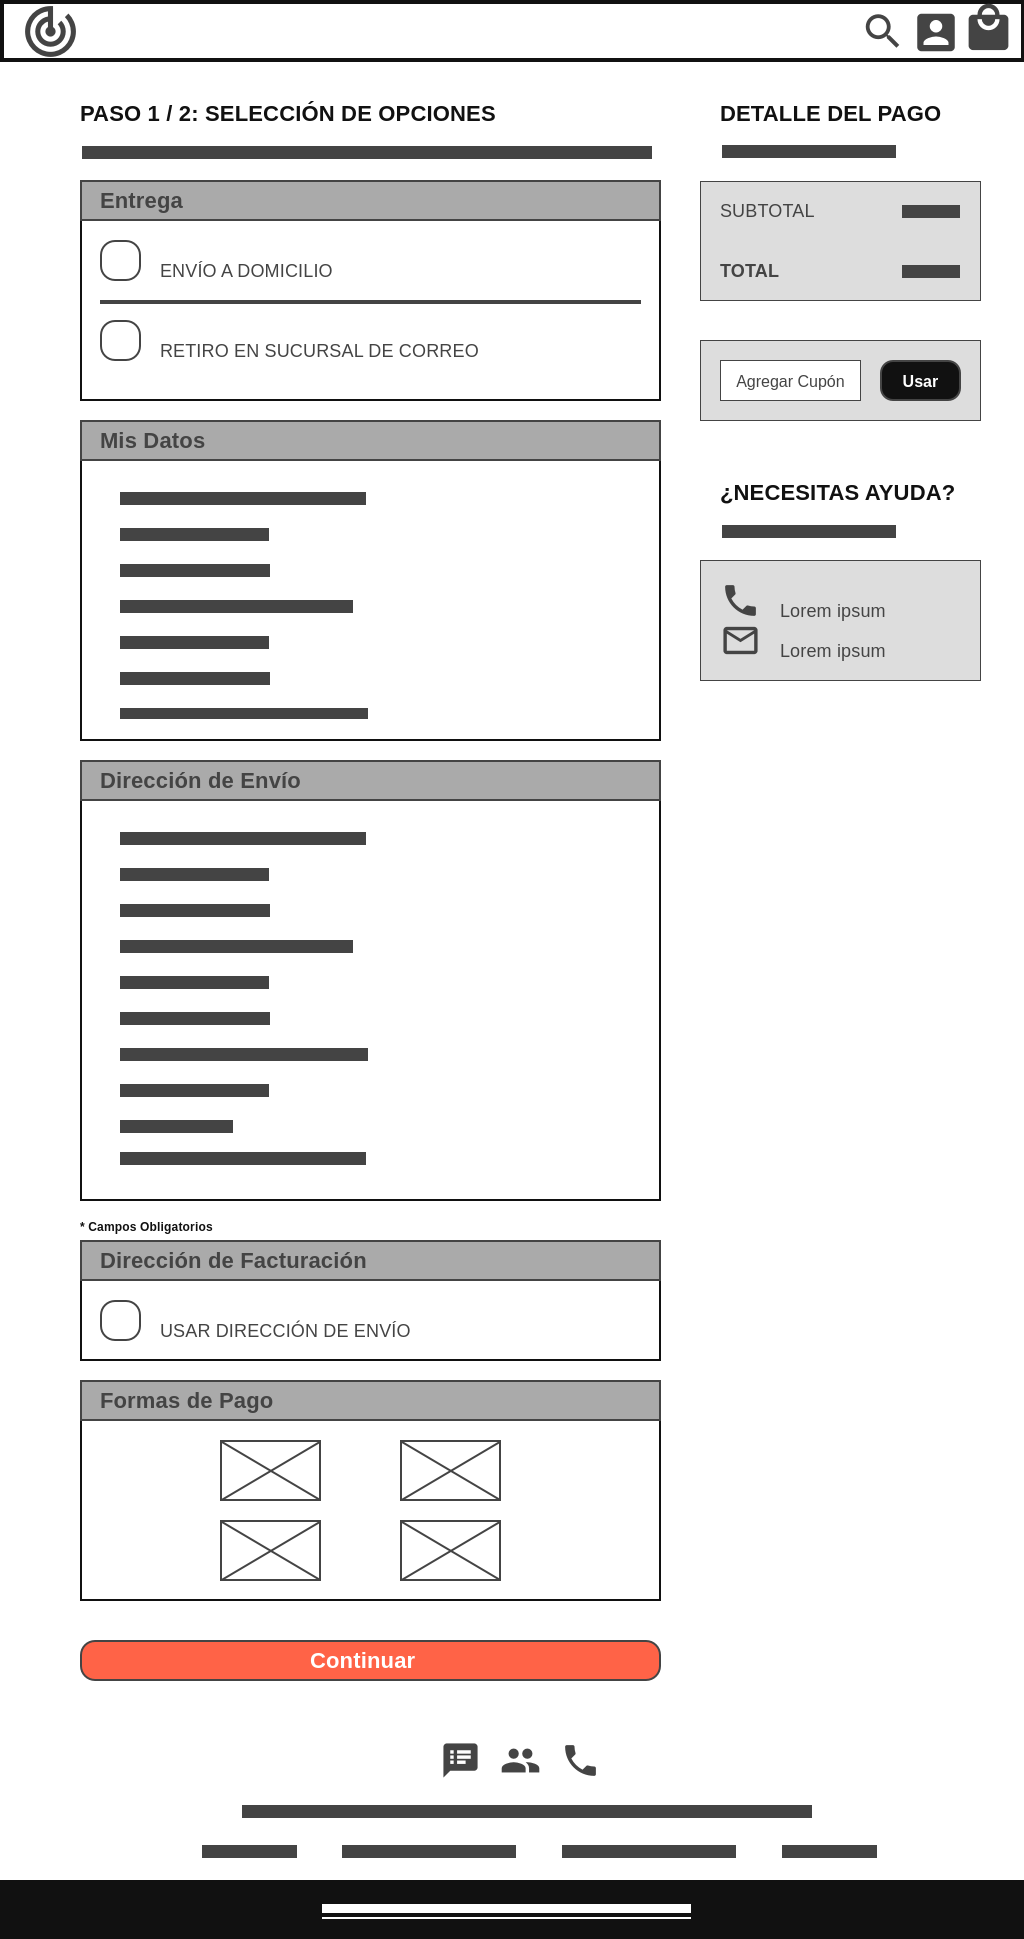 PASO 1 / 2: SELECCIÓN DE OPCIONES
Entrega
ENVÍO A DOMICILIO
RETIRO EN SUCURSAL DE CORREO
Mis Datos
Dirección de Envío
* Campos Obligatorios
Dirección de Facturación
USAR DIRECCIÓN DE ENVÍO
Formas de Pago
Continuar
DETALLE DEL PAGO
SUBTOTAL
TOTAL
Agregar Cupón
Usar
¿NECESITAS AYUDA?
Lorem ipsum
Lorem ipsum